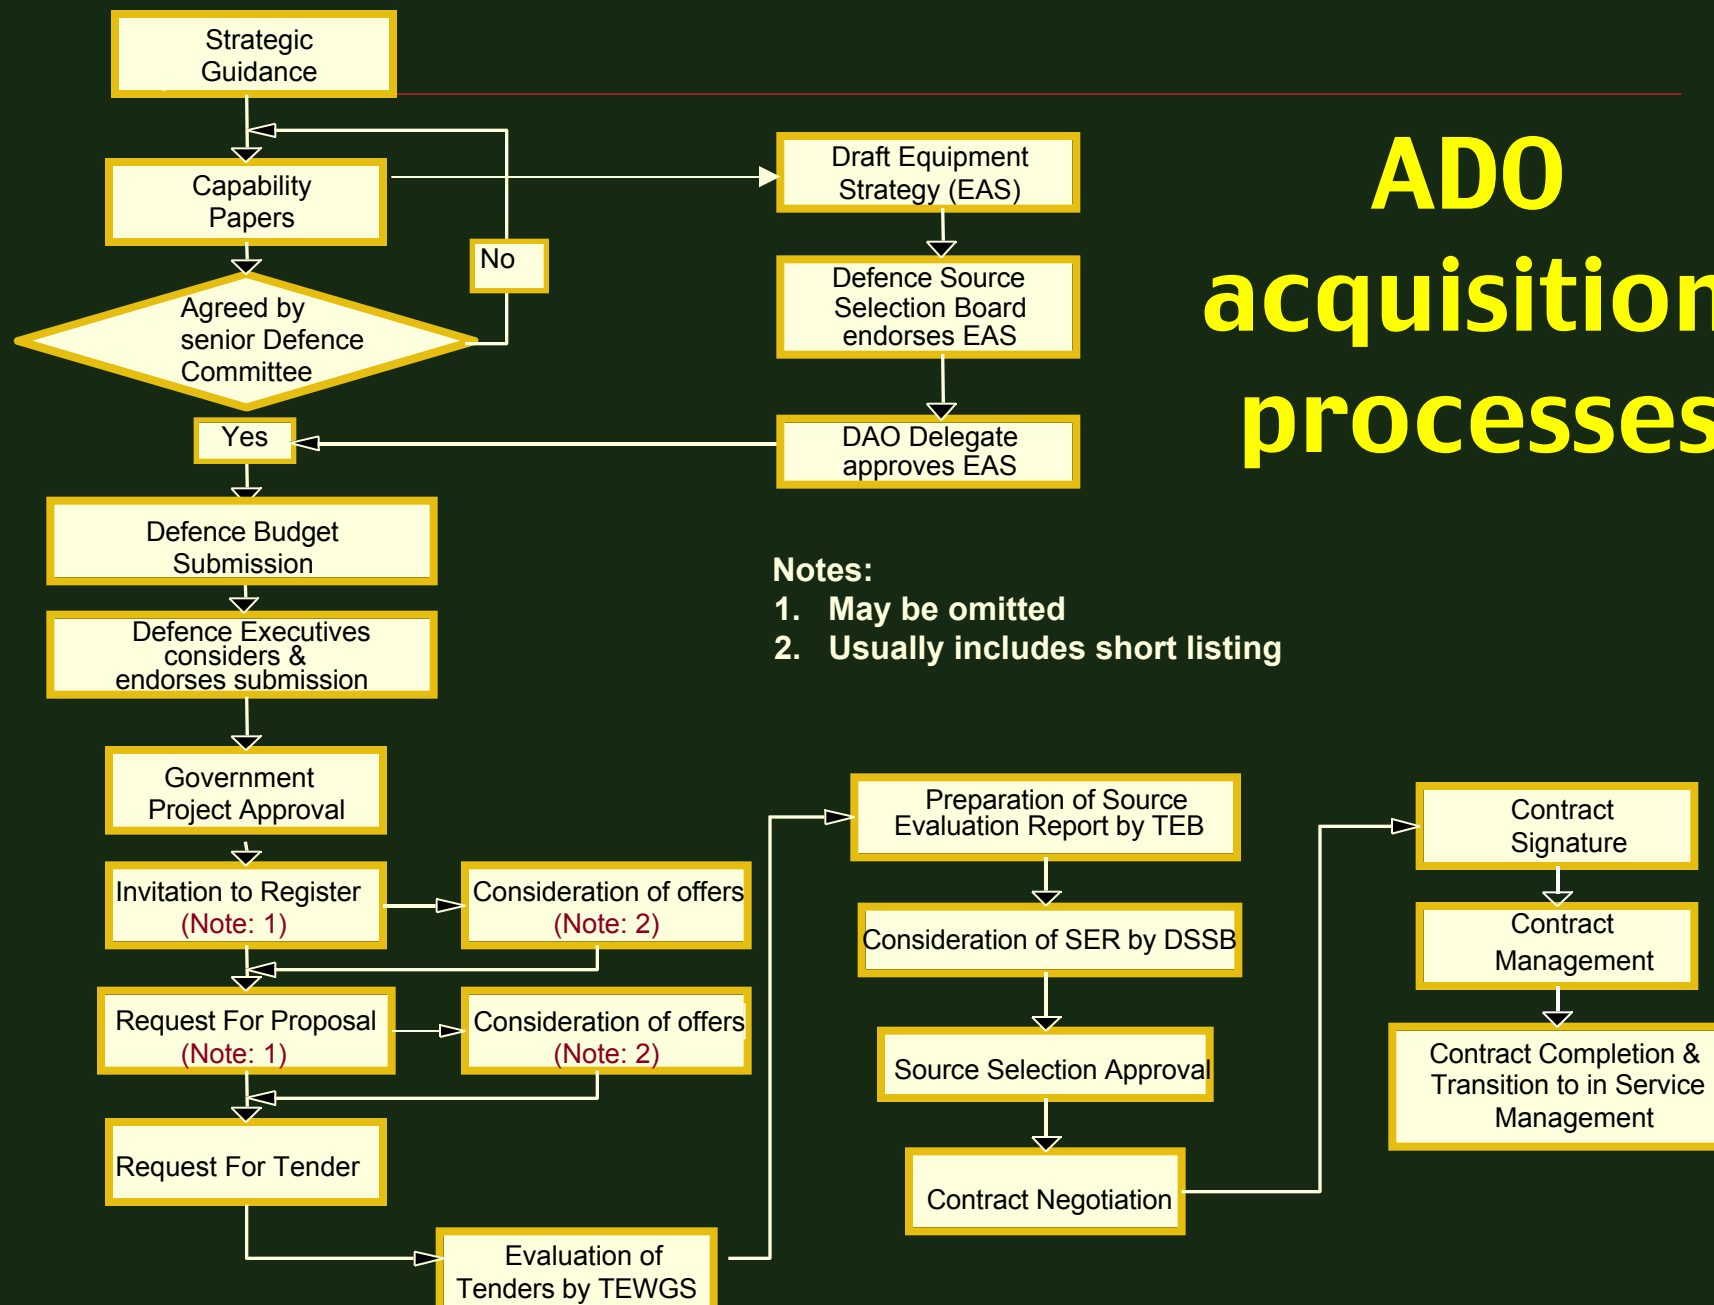 Strategic
Guidance
Capability
Papers
No
Agreed by
senior Defence
Committee
Yes
Draft Equipment
Strategy (EAS)
Defence Source
Selection Board
endorses EAS
DAO Delegate
approves EAS
ADO
acquisition
processes
Defence Budget
Submission
Defence Executives
considers &
endorses submission
Government
Project Approval
Notes:
1. May be omitted
2. Usually includes short listing
Invitation to Register
(Note: 1)
Consideration of offers
(Note: 2)
Request For Proposal
(Note: 1)
Consideration of offers
(Note: 2)
Request For Tender
Evaluation of
Tenders by TEWGS
Preparation of Source
Evaluation Report by TEB
Consideration of SER by DSSB
Source Selection Approval
Contract Negotiation
Contract
Signature
Contract
Management
Contract Completion &
Transition to in Service
Management